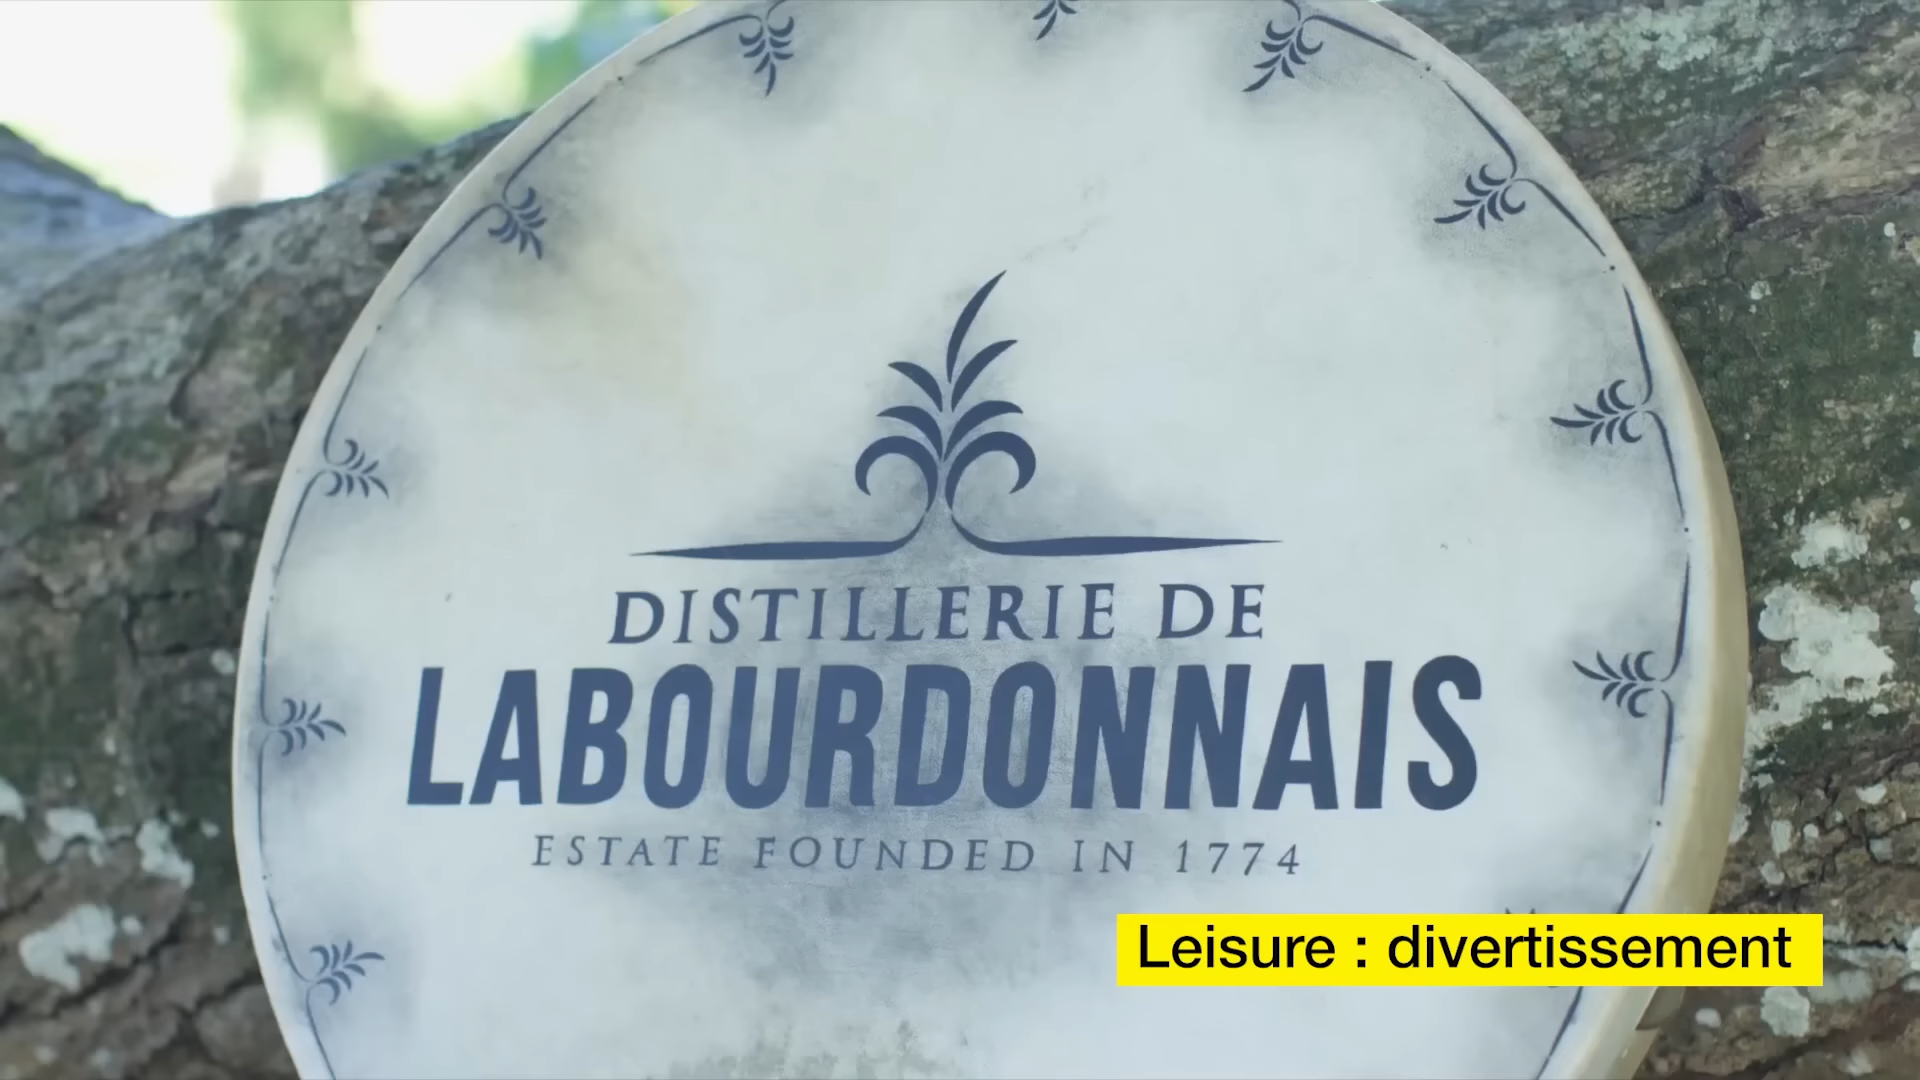 DISTILLERIE DE
LABOURDONNAIS
ESTATE FOUNDED IN 1774
Leisure : divertissement